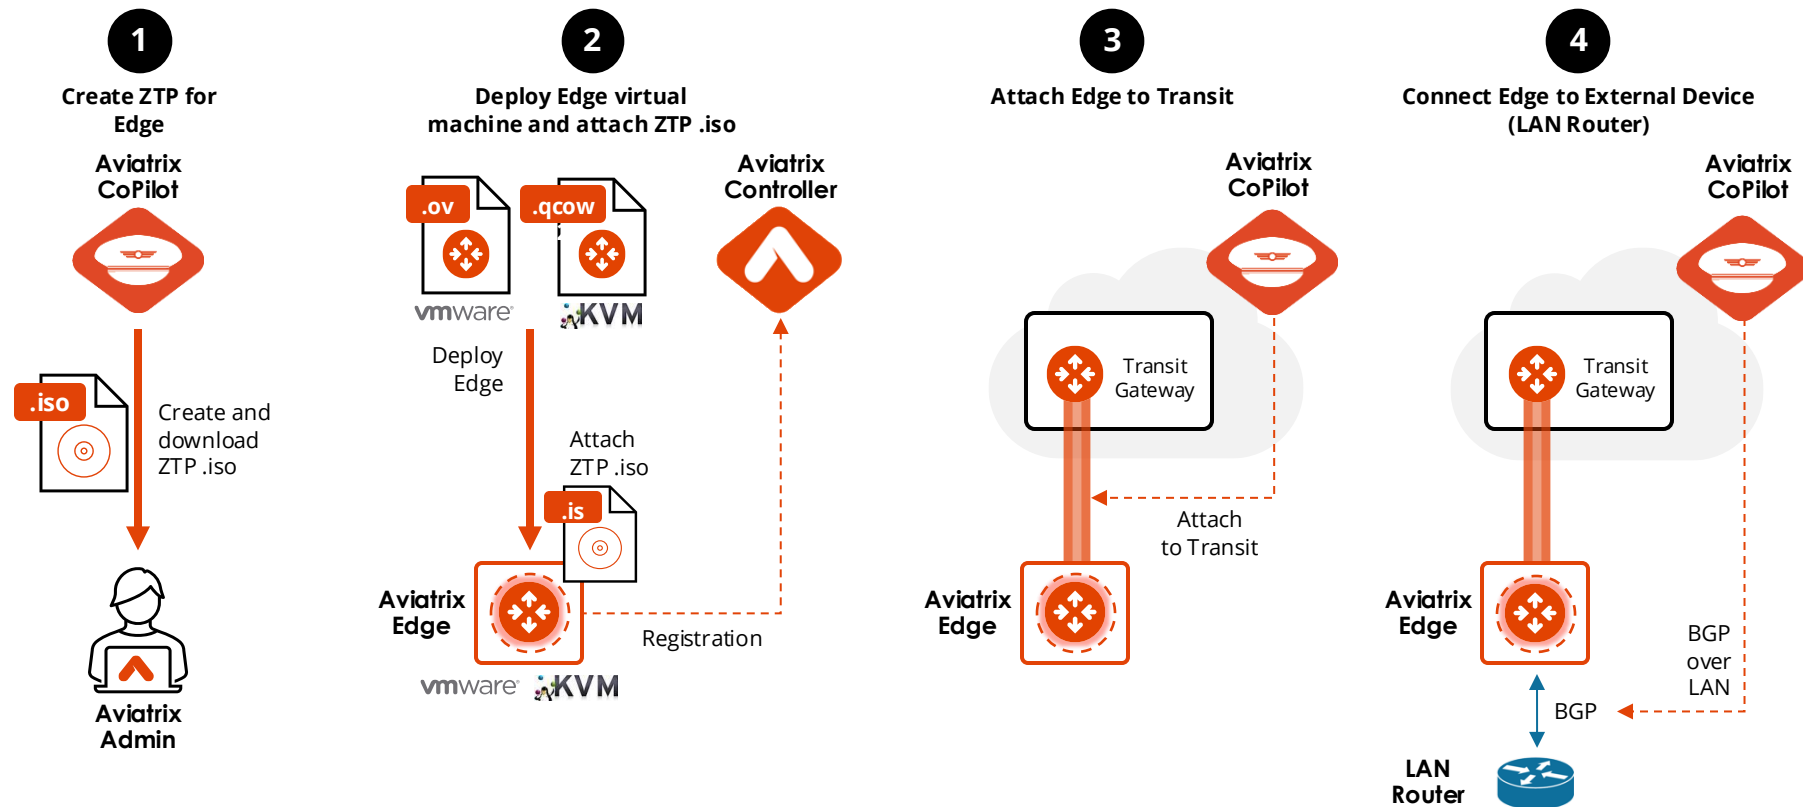 1
Create ZTP for
Edge
Aviatrix
CoPilot
.iso
Create and
download
ZTP .iso
Aviatrix
Admin
2
Deploy Edge virtual
machine and attach ZTP .iso
.ov
.qcow
vmware
KVM
Aviatrix
Controller
Deploy
Edge
Attach
ZTP .iso
.is
Aviatrix
Edge
Registration
vmware
KVM
3
Attach Edge to Transit
Aviatrix
CoPilot
Transit
Gateway
Attach
to Transit
Aviatrix
Edge
4
Connect Edge to External Device
(LAN Router)
Aviatrix
CoPilot
Transit
Gateway
Aviatrix
Edge
BGP
over
LAN
BGP
LAN
Router